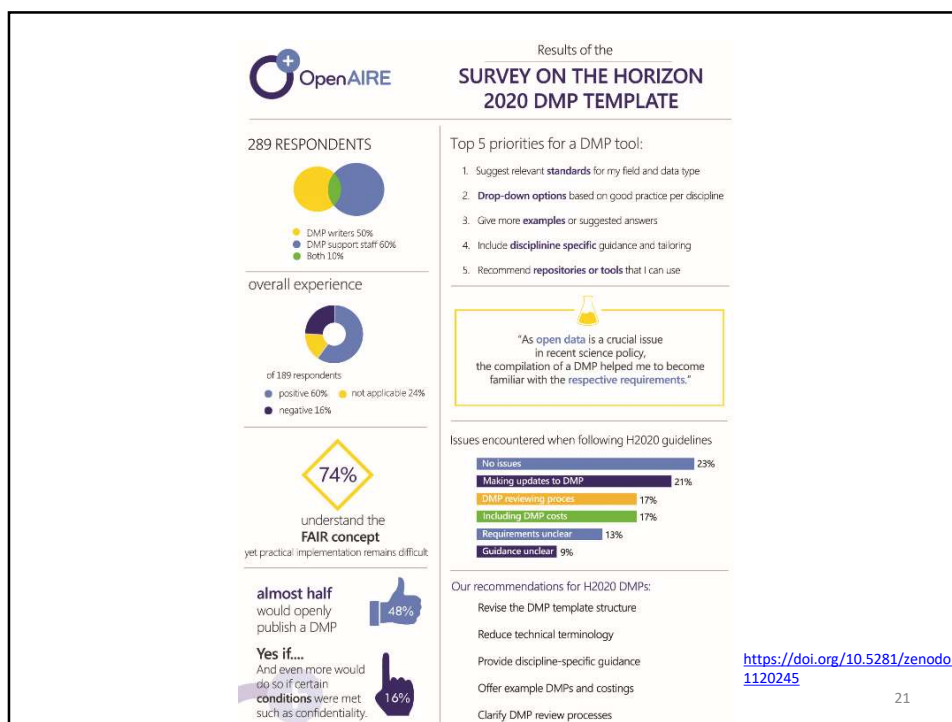 OpenAIRE
Results of the
SURVEY ON THE HORIZON
2020 DMP TEMPLATE
289 RESPONDENTS
DMP writers 50%
DMP support staff 60%
Both 10%
overall experience
of 189 respondents
positive 60%
not applicable 24%
negative 16%
74%
understand the
FAIR concept
yet practical implementation remains difficult
almost half
would openly
publish a DMP
48%
Yes if....
And even more would
do so if certain
conditions were met
such as confidentiality.
16%
Top 5 priorities for a DMP tool:
1. Suggest relevant standards for my field and data type
2. Drop-down options based on good practice per discipline
3. Give more examples or suggested answers
4. Include disciplinine specific guidance and tailoring
5. Recommend repositories or tools that I can use
"As open data is a crucial issue
in recent science policy,
the compilation of a DMP helped me to become
familiar with the respective requirements."
Issues encountered when following H2020 guidelines
No issues 23%
Making updates to DMP 21%
DMP reviewing proces 17%
Including DMP costs 17%
Requirements unclear 13%
Guidance unclear 9%
Our recommendations for H2020 DMPs:
Revise the DMP template structure
Reduce technical terminology
Provide discipline-specific guidance
Offer example DMPs and costings
Clarify DMP review processes
https://doi.org/10.5281/zenodo
1120245
21